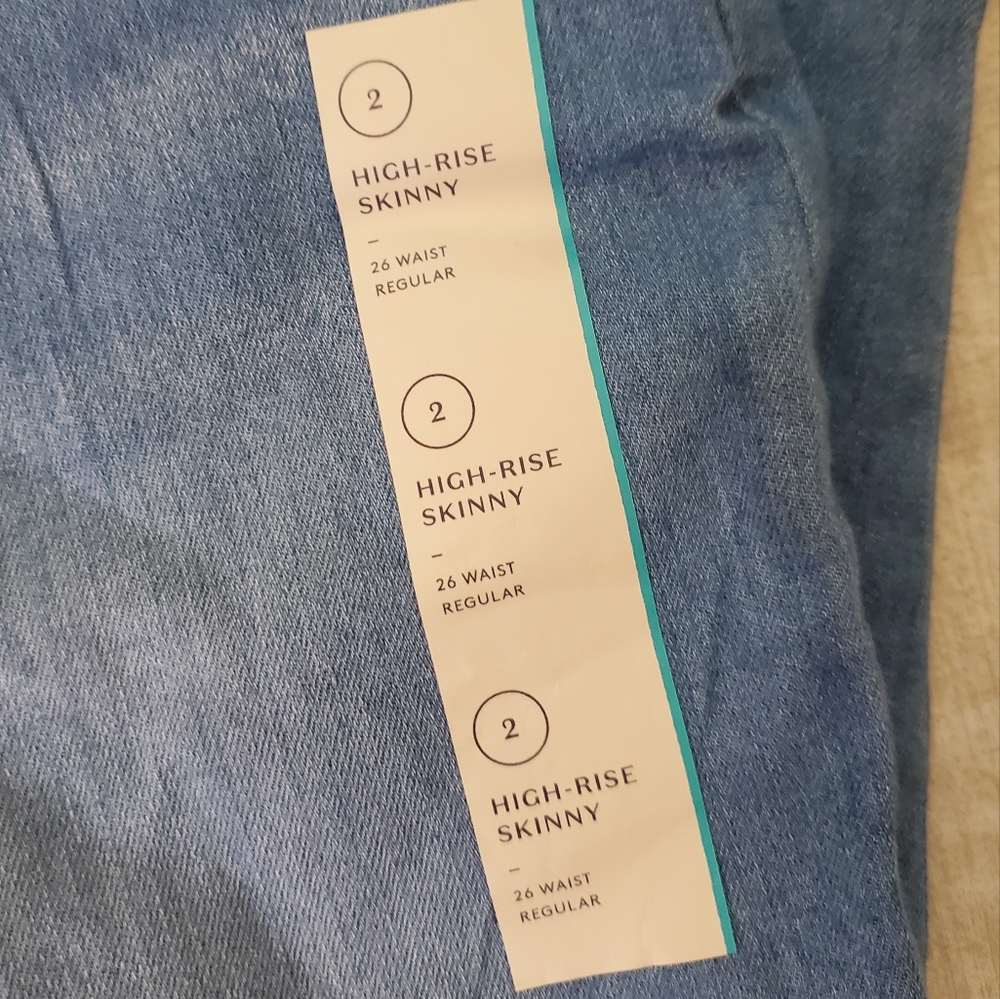 2
HIGH-RISE
SKINNY
–
26 WAIST
REGULAR
2
HIGH-RISE
SKINNY
–
26 WAIST
REGULAR
2
HIGH-RISE
SKINNY
–
26 WAIST
REGULAR